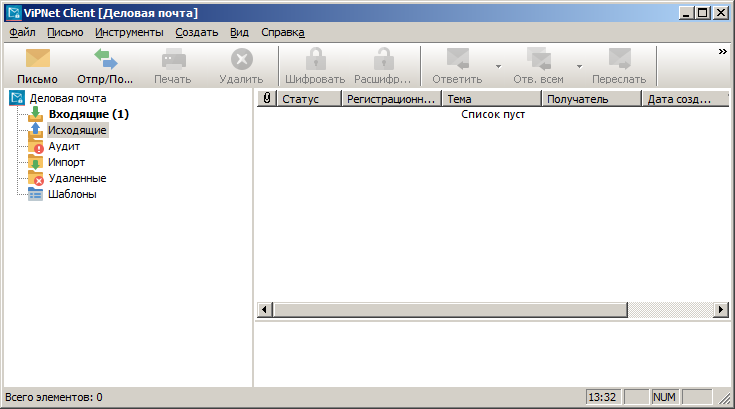 ViPNet Client [Деловая почта]
Файл Письмо Инструменты Создать Вид Справка
Письмо Отпр/По... Печать Удалить Шифровать Расшифр... Ответить Отв. всем Переслать
Деловая почта
Входящие (1)
Исходящие
Аудит
Импорт
Удаленные
Шаблоны
Статус Регистрационн... Тема Получатель Дата созд...
Список пуст
Всего элементов: 0 13:32 NUM